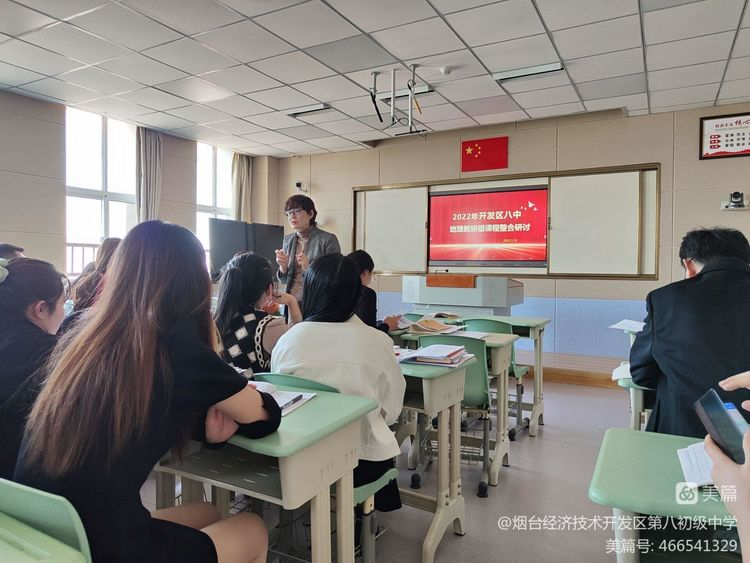 2022年开发区八中
地理教研组课程整合研讨
美篇
@烟台经济技术开发区第八初级中学
美篇号: 466541329